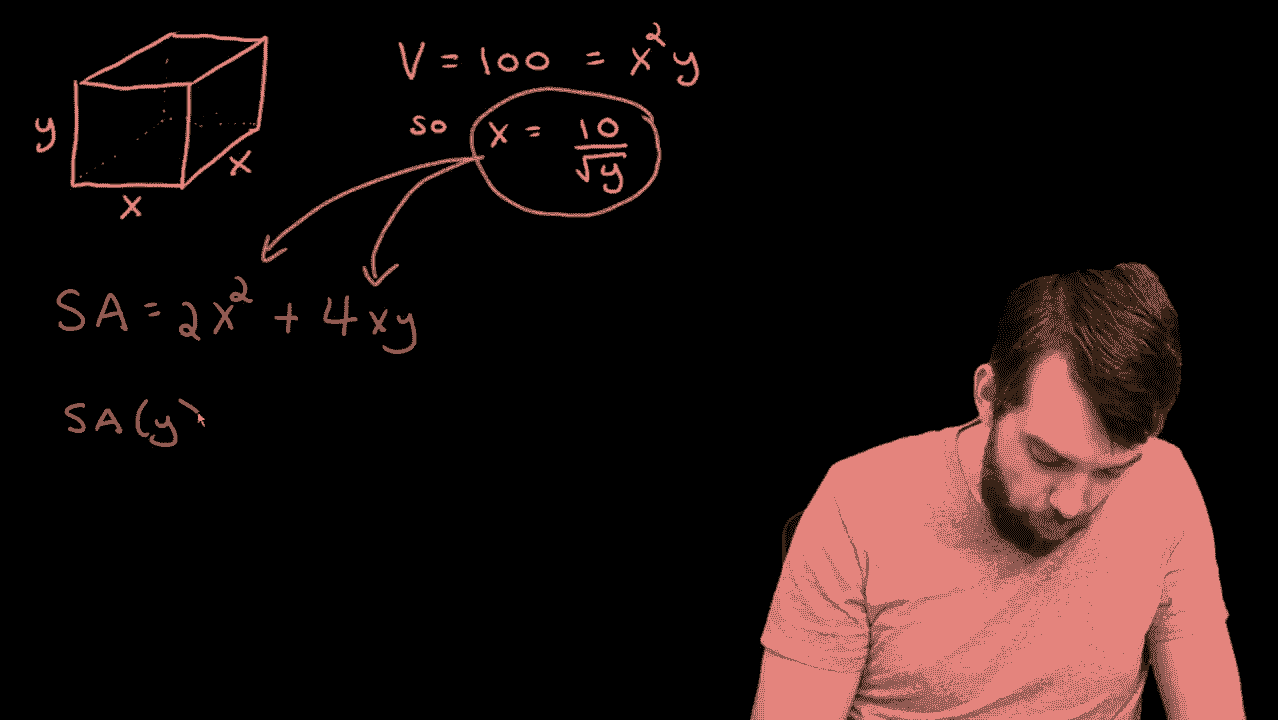 V = 100 = x²y
so x = 10/√y
y
x
x
SA = 2x² + 4xy
SA(y)